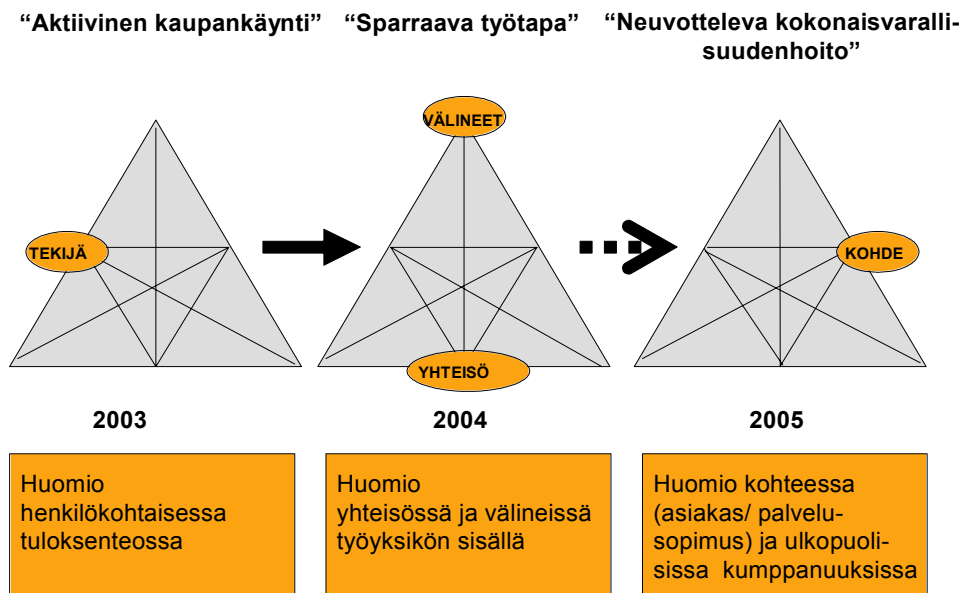 “Aktiivinen kaupankäynti”
“Sparraava työtapa”
“Neuvotteleva kokonaisvaralli-
suudenhoito”
VÄLINEET
TEKIJÄ
KOHDE
YHTEISÖ
2003
2004
2005
Huomio
henkilökohtaisessa
tuloksenteossa
Huomio
yhteisössä ja välineissä
työyksikön sisällä
Huomio kohteessa
(asiakas/ palvelu-
sopimus) ja ulkopuoli-
sissa kumppanuuksissa